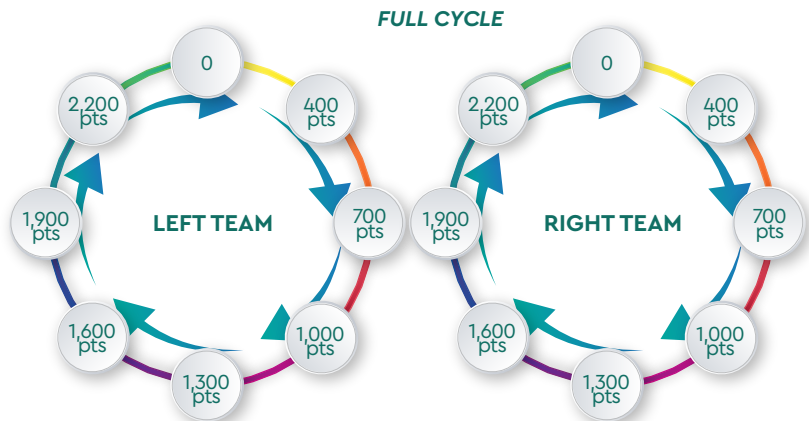 FULL CYCLE
0
400
pts
700
pts
1,000
pts
1,300
pts
1,600
pts
1,900
pts
2,200
pts
LEFT TEAM
0
400
pts
700
pts
1,000
pts
1,300
pts
1,600
pts
1,900
pts
2,200
pts
RIGHT TEAM